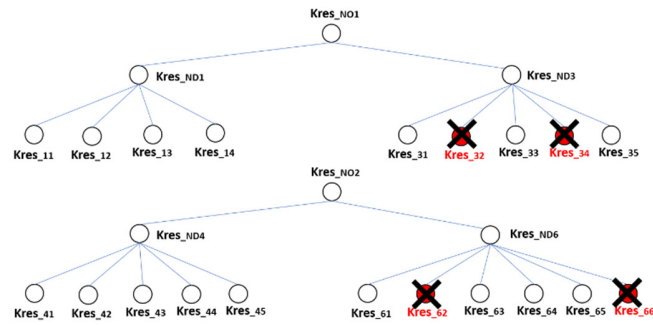 Kres_NO1
Kres_ND1
Kres_ND3
Kres_11 Kres_12 Kres_13 Kres_14 Kres_31 Kres_32 Kres_33 Kres_34 Kres_35
Kres_NO2
Kres_ND4
Kres_ND6
Kres_41 Kres_42 Kres_43 Kres_44 Kres_45 Kres_61 Kres_62 Kres_63 Kres_64 Kres_65 Kres_66